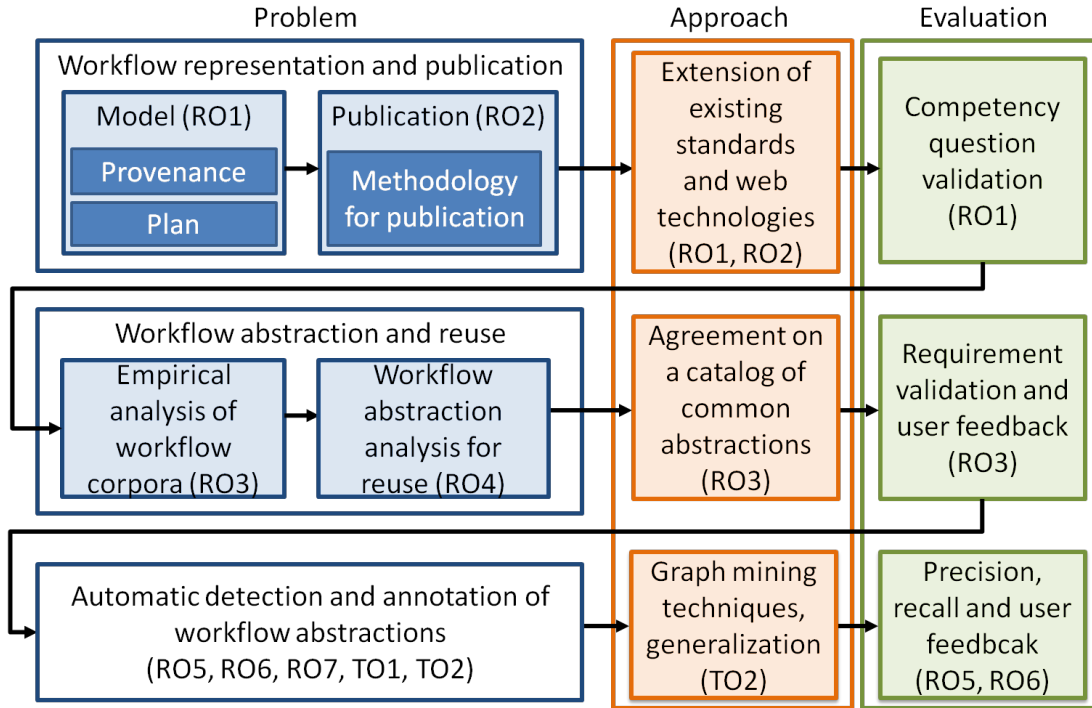 Problem
Approach
Evaluation
Workflow representation and publication
Model (RO1)
Provenance
Plan
Publication (RO2)
Methodology
for publication
Extension of
existing
standards
and web
technologies
(RO1, RO2)
Competency
question
validation
(RO1)
Workflow abstraction and reuse
Empirical
analysis of
workflow
corpora (RO3)
Workflow
abstraction
analysis for
reuse (RO4)
Agreement on
a catalog of
common
abstractions
(RO3)
Requirement
validation and
user feedback
(RO3)
Automatic detection and annotation of
workflow abstractions
(RO5, RO6, RO7, TO1, TO2)
Graph mining
techniques,
generalization
(TO2)
Precision,
recall and user
feedbcak
(RO5, RO6)